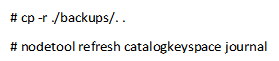 # cp -r ./backups/. .
# nodetool refresh catalogkeyspace journal